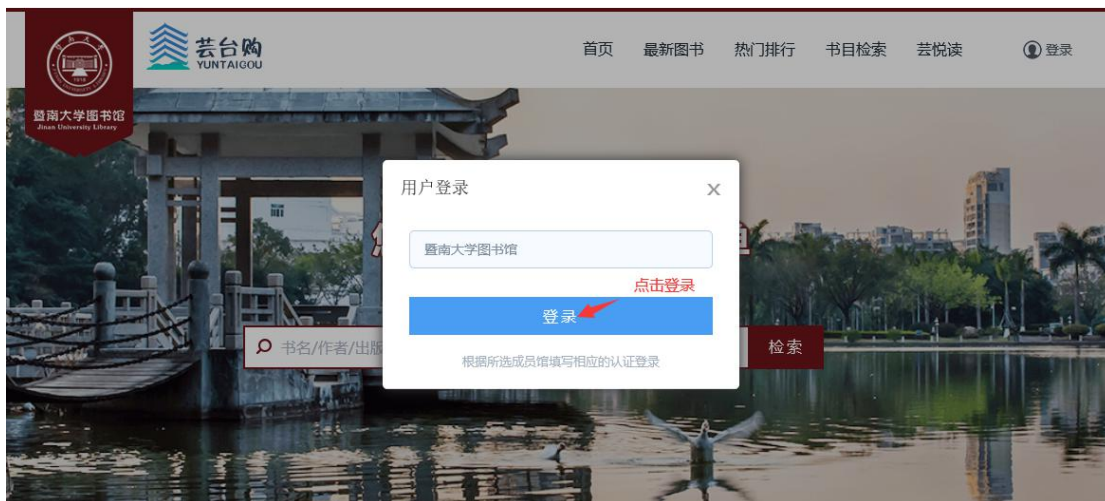 芸台购
YUNTAIGOU
首页 最新图书 热门排行 书目检索 芸悦读 登录
暨南大学图书馆
Jinan University Library
用户登录
暨南大学图书馆
点击登录
登录
书名/作者/出版
检索
根据所选成员馆填写相应的认证登录